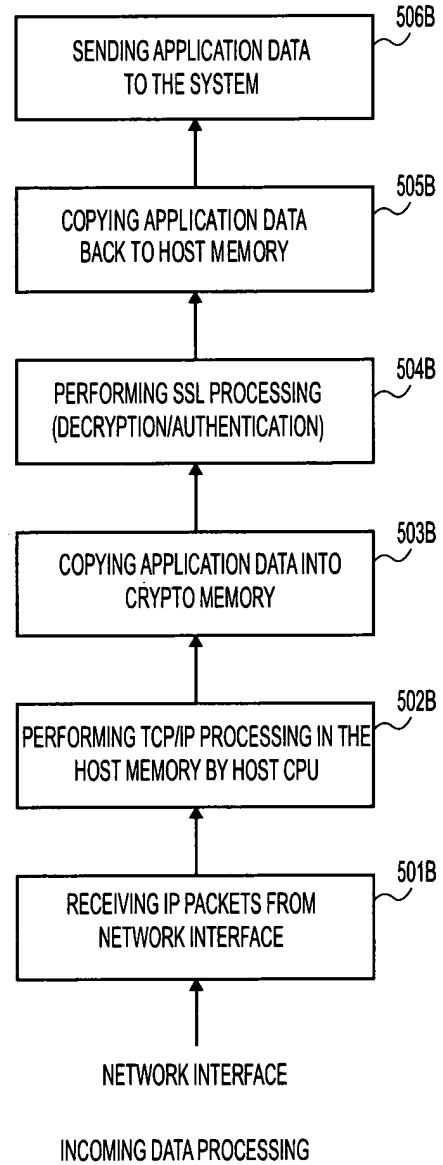 506B
SENDING APPLICATION DATA
TO THE SYSTEM
505B
COPYING APPLICATION DATA
BACK TO HOST MEMORY
504B
PERFORMING SSL PROCESSING
(DECRYPTION/AUTHENTICATION)
503B
COPYING APPLICATION DATA INTO
CRYPTO MEMORY
502B
PERFORMING TCP/IP PROCESSING IN THE
HOST MEMORY BY HOST CPU
501B
RECEIVING IP PACKETS FROM
NETWORK INTERFACE
NETWORK INTERFACE
INCOMING DATA PROCESSING